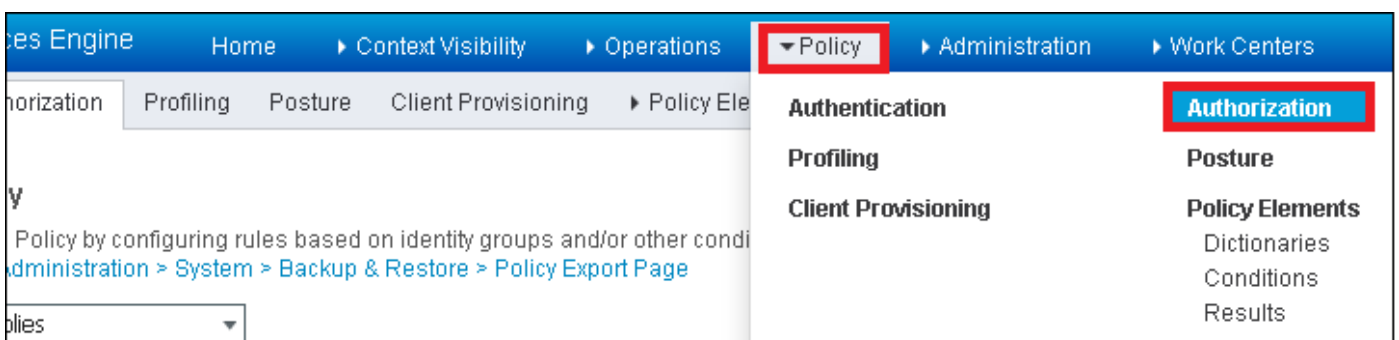 ces Engine Home Context Visibility Operations Policy Administration Work Centers
horization Profiling Posture Client Provisioning Policy Ele
Authentication Authorization
Profiling Posture
Client Provisioning Policy Elements
Dictionaries
Conditions
Results
y
Policy by configuring rules based on identity groups and/or other condi
Administration > System > Backup & Restore > Policy Export Page
plies